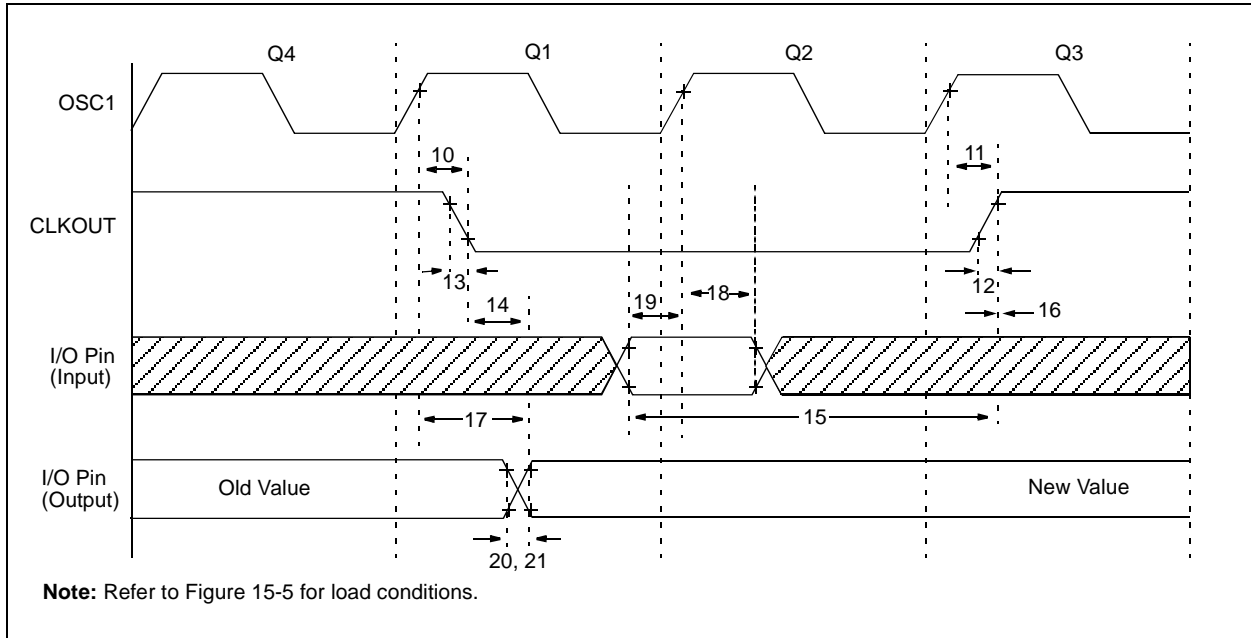 Q4 Q1 Q2 Q3
OSC1
10 11
CLKOUT
13 12
14 19 18 16
I/O Pin
(Input)
17 15
I/O Pin
(Output)
Old Value New Value
20, 21
Note: Refer to Figure 15-5 for load conditions.